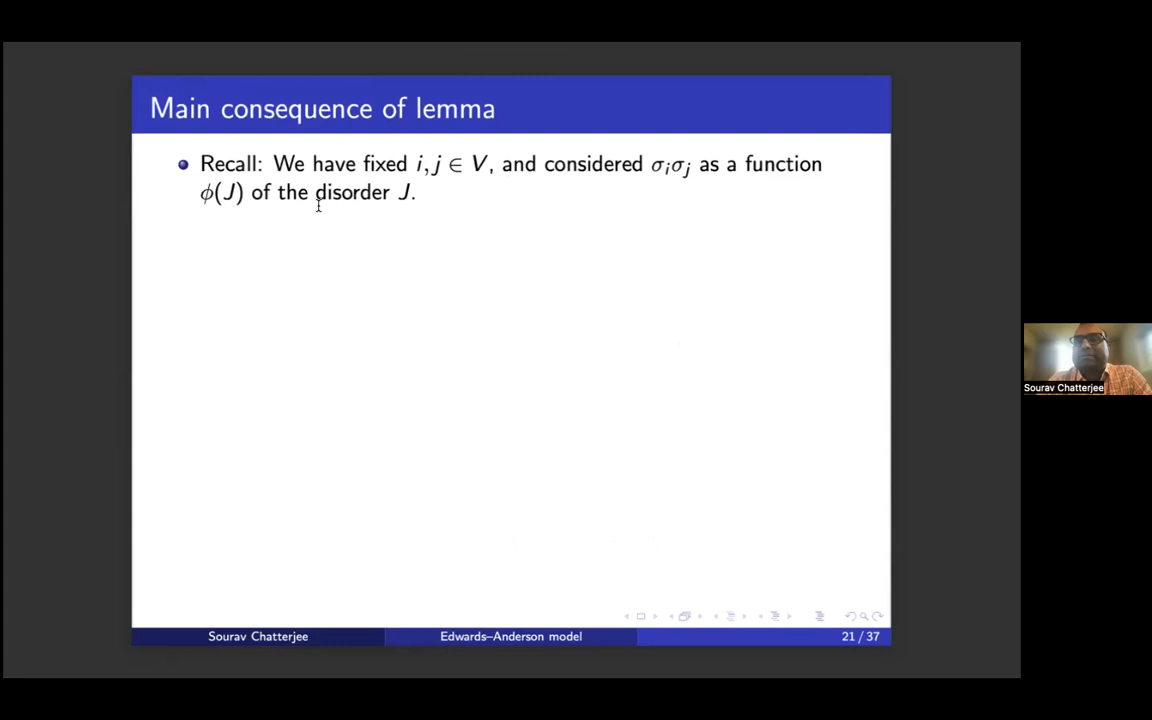 Main consequence of lemma
Recall: We have fixed i, j ∈ V, and considered σᵢσⱼ as a function
ϕ(J) of the disorder J.
Sourav Chatterjee
Sourav Chatterjee Edwards–Anderson model 21 / 37